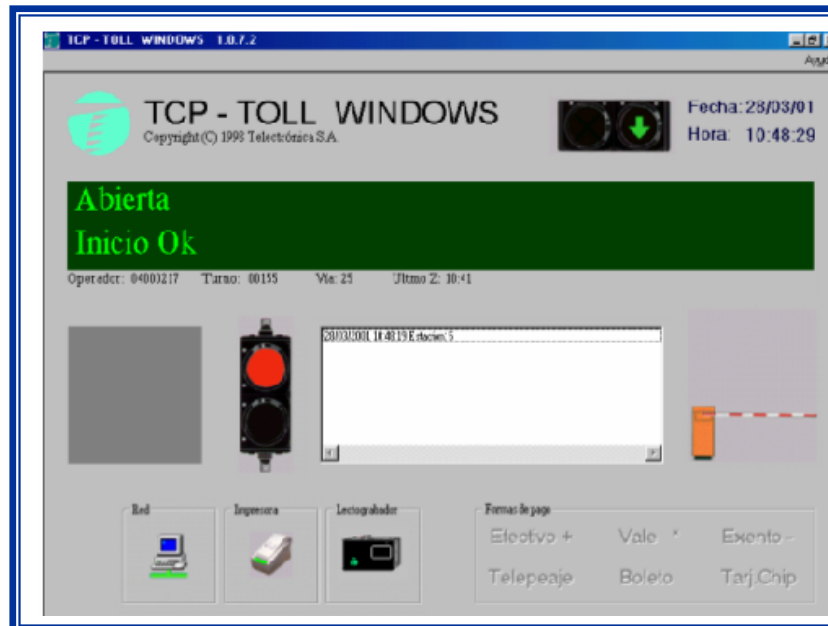 TCP - TOLL WINDOWS 1.0.7.2
TCP - TOLL WINDOWS
Copyright (C) 1998 Telectrónica S.A.
Fecha: 28/03/01
Hora: 10:48:29
Abierta
Inicio Ok
Operador: 04000217 Turno: 00155 Via: 25 Ultimo Z: 10:41
28/03/2001 10:48:19 Estacion: 5
Red
Impresora
Lectograbador
Formas de pago
Efectivo + Vale * Exento -
Telepeaje Boleto Tarj.Chip